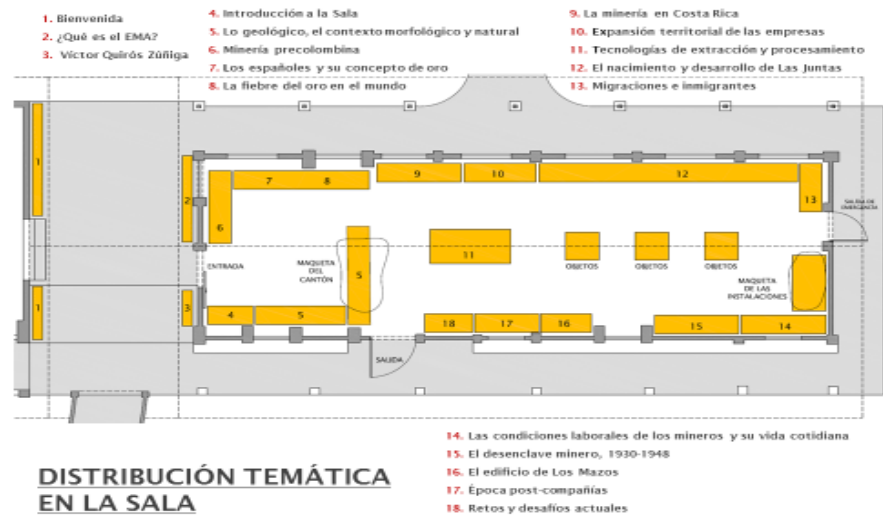 1. Bienvenida
2. ¿Qué es el EMA?
3. Víctor Quirós Zúñiga
4. Introducción a la Sala
5. Lo geológico, el contexto morfológico y natural
6. Minería precolombina
7. Los españoles y su concepto de oro
8. La fiebre del oro en el mundo
9. La minería en Costa Rica
10. Expansión territorial de las empresas
11. Tecnologías de extracción y procesamiento
12. El nacimiento y desarrollo de Las Juntas
13. Migraciones e inmigrantes
1
2
7
8
9
10
12
13
6
SALIDA DE
EMERGENCIA
ENTRADA
MAQUETA
DEL
CANTÓN
5
11
OBJETOS
OBJETOS
OBJETOS
MAQUETA
DE LAS
INSTALACIONES
1
3
4
5
18
17
16
15
14
SALIDA
14. Las condiciones laborales de los mineros y su vida cotidiana
15. El desenclave minero, 1930-1948
16. El edificio de Los Mazos
17. Época post-compañías
18. Retos y desafíos actuales
DISTRIBUCIÓN TEMÁTICA
EN LA SALA